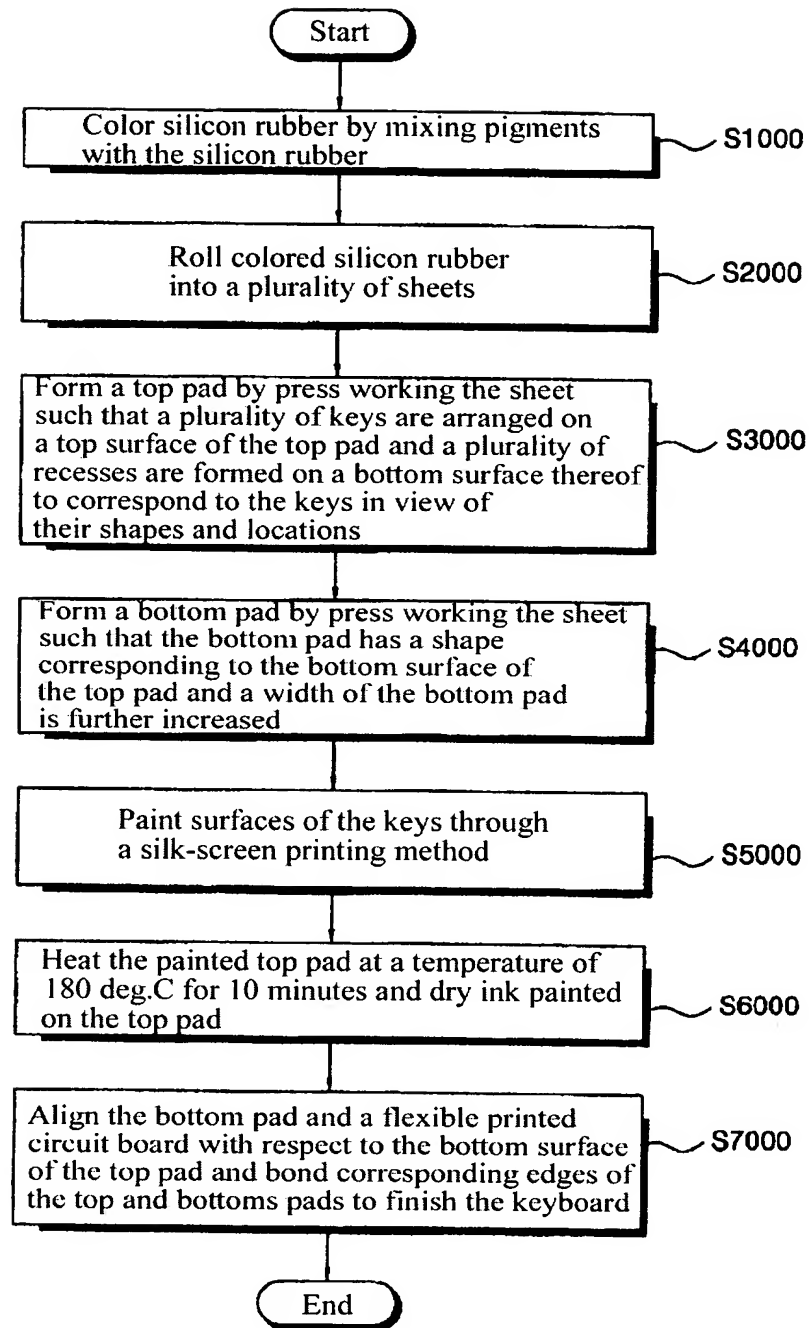 Start
Color silicon rubber by mixing pigments
with the silicon rubber
S1000
Roll colored silicon rubber
into a plurality of sheets
S2000
Form a top pad by press working the sheet
such that a plurality of keys are arranged on
a top surface of the top pad and a plurality of
recesses are formed on a bottom surface thereof
to correspond to the keys in view of
their shapes and locations
S3000
Form a bottom pad by press working the sheet
such that the bottom pad has a shape
corresponding to the bottom surface of
the top pad and a width of the bottom pad
is further increased
S4000
Paint surfaces of the keys through
a silk-screen printing method
S5000
Heat the painted top pad at a temperature of
180 deg.C for 10 minutes and dry ink painted
on the top pad
S6000
Align the bottom pad and a flexible printed
circuit board with respect to the bottom surface
of the top pad and bond corresponding edges of
the top and bottoms pads to finish the keyboard
S7000
End